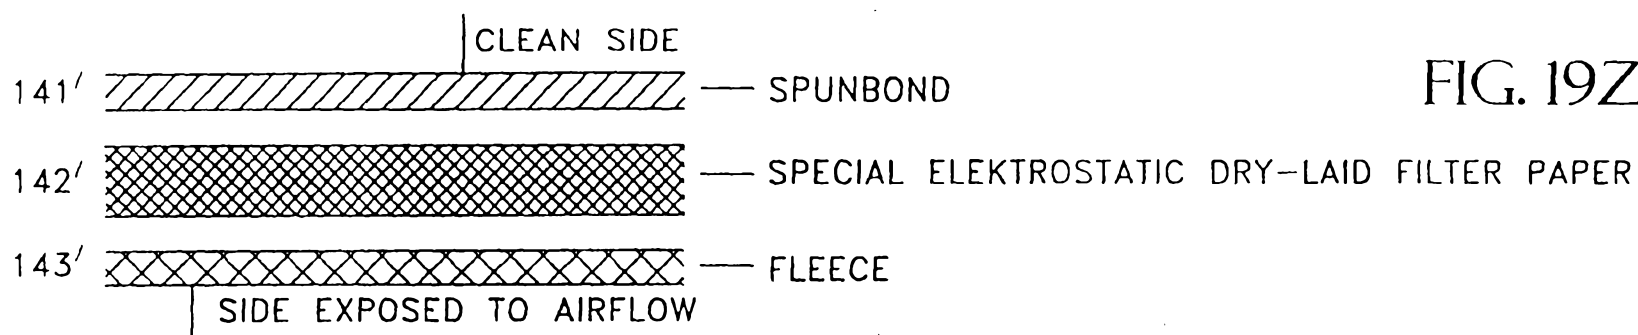 CLEAN SIDE
141' SPUNBOND
FIG. 19Z
142' SPECIAL ELEKTROSTATIC DRY-LAID FILTER PAPER
143' FLEECE
SIDE EXPOSED TO AIRFLOW